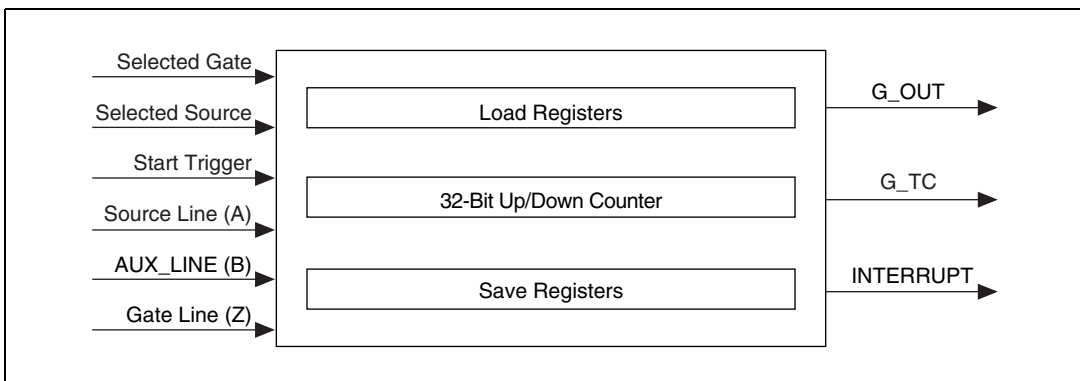 Selected Gate
Selected Source
Start Trigger
Source Line (A)
AUX_LINE (B)
Gate Line (Z)
Load Registers
32-Bit Up/Down Counter
Save Registers
G_OUT
G_TC
INTERRUPT